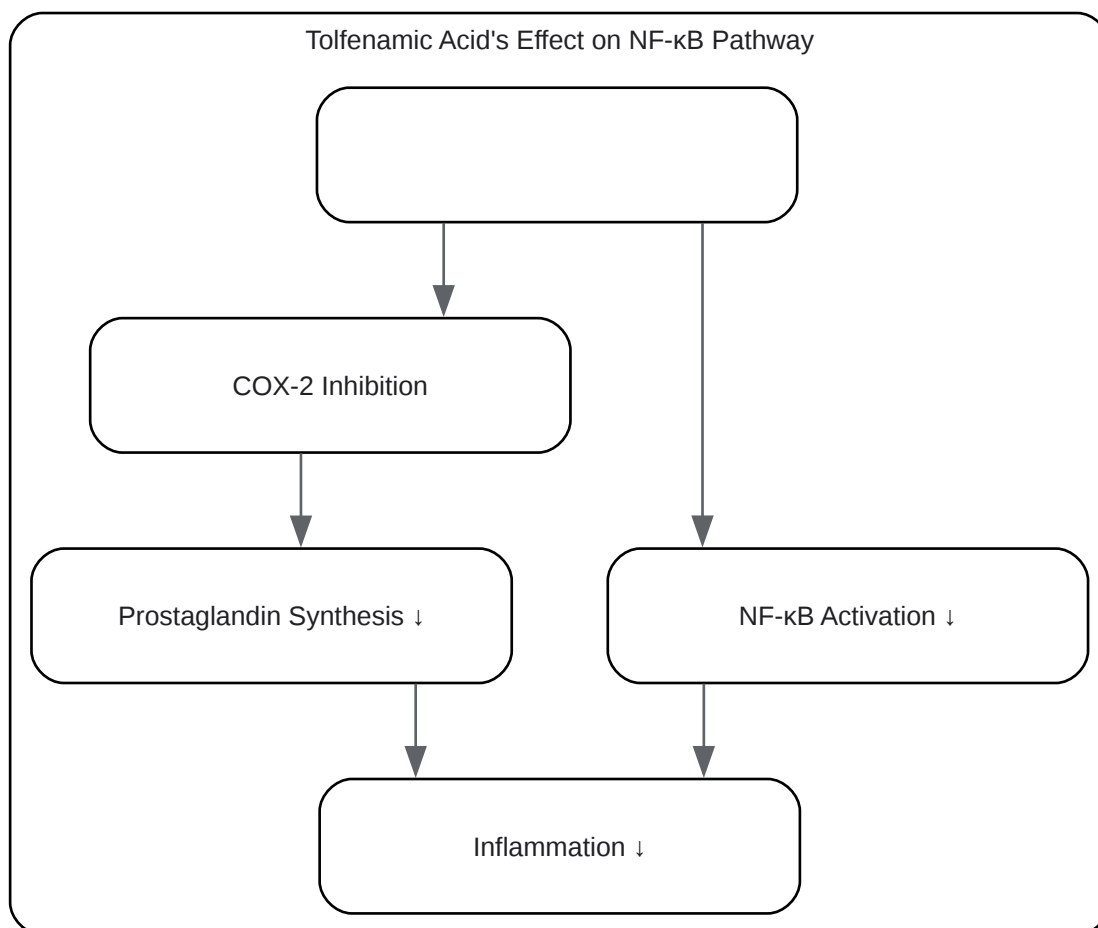 Tolfenamic Acid's Effect on NF-κB Pathway
COX-2 Inhibition
Prostaglandin Synthesis ↓
NF-κB Activation ↓
Inflammation ↓